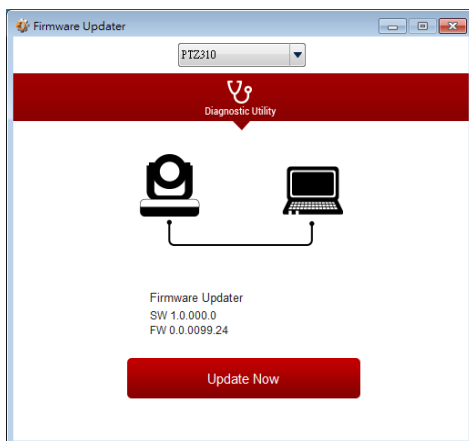 Firmware Updater
PTZ310
Diagnostic Utility
Firmware Updater
SW 1.0.000.0
FW 0.0.0099.24
Update Now